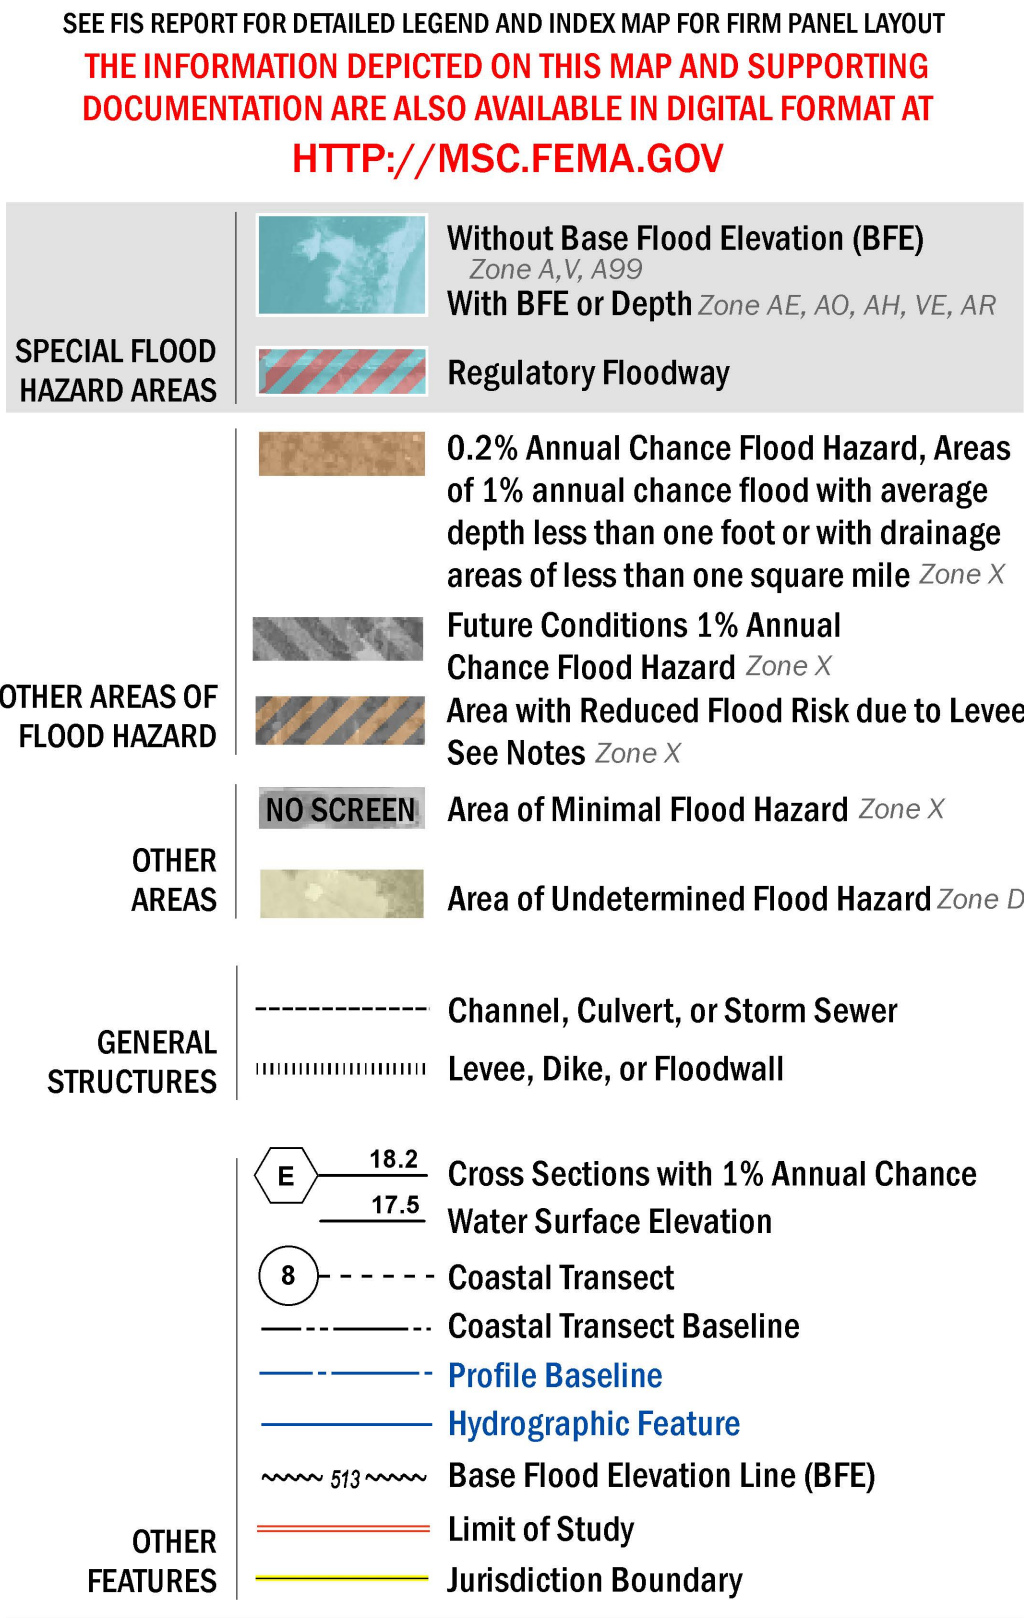 SEE FIS REPORT FOR DETAILED LEGEND AND INDEX MAP FOR FIRM PANEL LAYOUT
THE INFORMATION DEPICTED ON THIS MAP AND SUPPORTING
DOCUMENTATION ARE ALSO AVAILABLE IN DIGITAL FORMAT AT
HTTP://MSC.FEMA.GOV
SPECIAL FLOOD
HAZARD AREAS
Without Base Flood Elevation (BFE)
Zone A,V, A99
With BFE or Depth Zone AE, AO, AH, VE, AR
Regulatory Floodway
OTHER AREAS OF
FLOOD HAZARD
0.2% Annual Chance Flood Hazard, Areas
of 1% annual chance flood with average
depth less than one foot or with drainage
areas of less than one square mile Zone X
Future Conditions 1% Annual
Chance Flood Hazard Zone X
Area with Reduced Flood Risk due to Levee
See Notes Zone X
OTHER
AREAS
NO SCREEN Area of Minimal Flood Hazard Zone X
Area of Undetermined Flood Hazard Zone D
GENERAL
STRUCTURES
Channel, Culvert, or Storm Sewer
Levee, Dike, or Floodwall
OTHER
FEATURES
E 18.2 Cross Sections with 1% Annual Chance
17.5 Water Surface Elevation
8 Coastal Transect
Coastal Transect Baseline
Profile Baseline
Hydrographic Feature
513 Base Flood Elevation Line (BFE)
Limit of Study
Jurisdiction Boundary